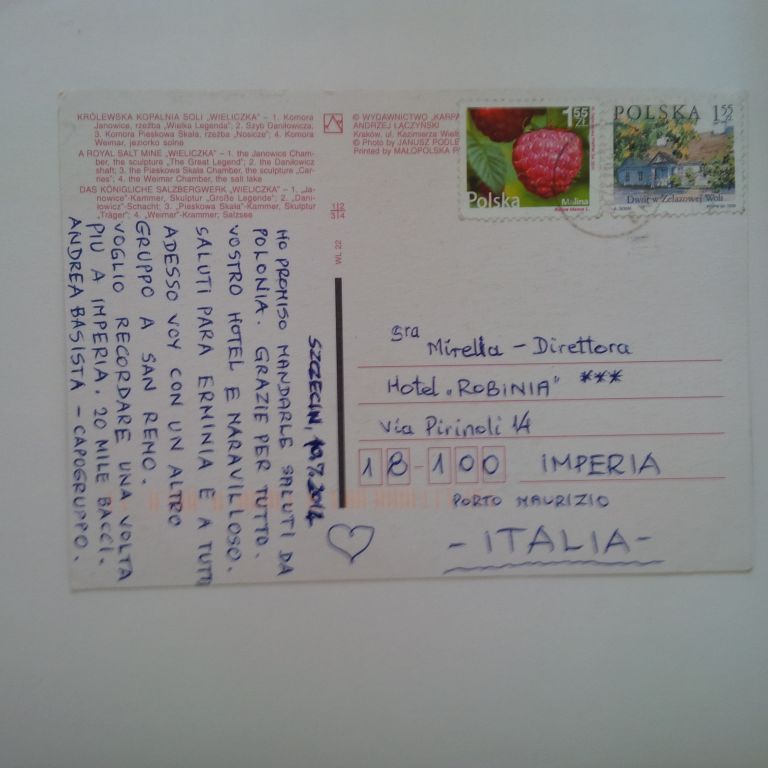 KRÓLEWSKA KOPALNIA SOLI „WIELICZKA" – 1. Komora
Janowice, rzeźba „Wielka Legenda"; 2. Szyb Daniłowicza;
3. Komora Pieskowa Skała, rzeźba „Nosicze"; 4. Komora
Weimar, jeziorko solne
A ROYAL SALT MINE „WIELICZKA" – 1. the Janowice Cham-
ber, the sculpture „The Great Legend"; 2. the Daniłowicz
shaft; 3. the Pieskowa Skała Chamber, the sculpture „Car-
ries"; 4. the Weimar Chamber, the salt lake
DAS KÖNIGLICHE SALZBERGWERK „WIELICZKA" – 1. „Ja-
nowice"-Kammer, Skulptur „Große Legende"; 2. „Dani-
łowicz"-Schacht; 3. „Pieskowa Skała"-Kammer, Skulptur
„Träger"; 4. „Weimar"-Krammer; Salzsee
1|2
3|4
WL 22
© WYDAWNICTWO „KARPA
ANDRZEJ ŁĄCZYŃSKI
Kraków, ul. Kazimierza Wiel
© Photo by JANUSZ PODLE
Printed by MAŁOPOLSKA P
1 55 ZŁ
Polska
Malina
POLSKA 1 55
Dwór w Żelazowej Woli
SZCZECIN, 10.7.2014
HO PROMISO MANDARLE SALUTI DA
POLONIA. GRAZIE PER TUTTO.
VOSTRO HOTEL E MARAVILLOSO.
SALUTI PARA ERMINIA E A TUTTI
ADESSO VOY CON UN ALTRO
GRUPPO A SAN REMO.
VOGLIO RECORDARE UNA VOLTA
PIU A IMPERIA. 20 MILE BACCI.
ANDREA BASISTA – CAPOGRUPPO.
Sra Mirella – Direttora
Hotel „ROBINIA" ***
Via Pirinoli 14
18-100 IMPERIA
PORTO MAURIZIO
- ITALIA -